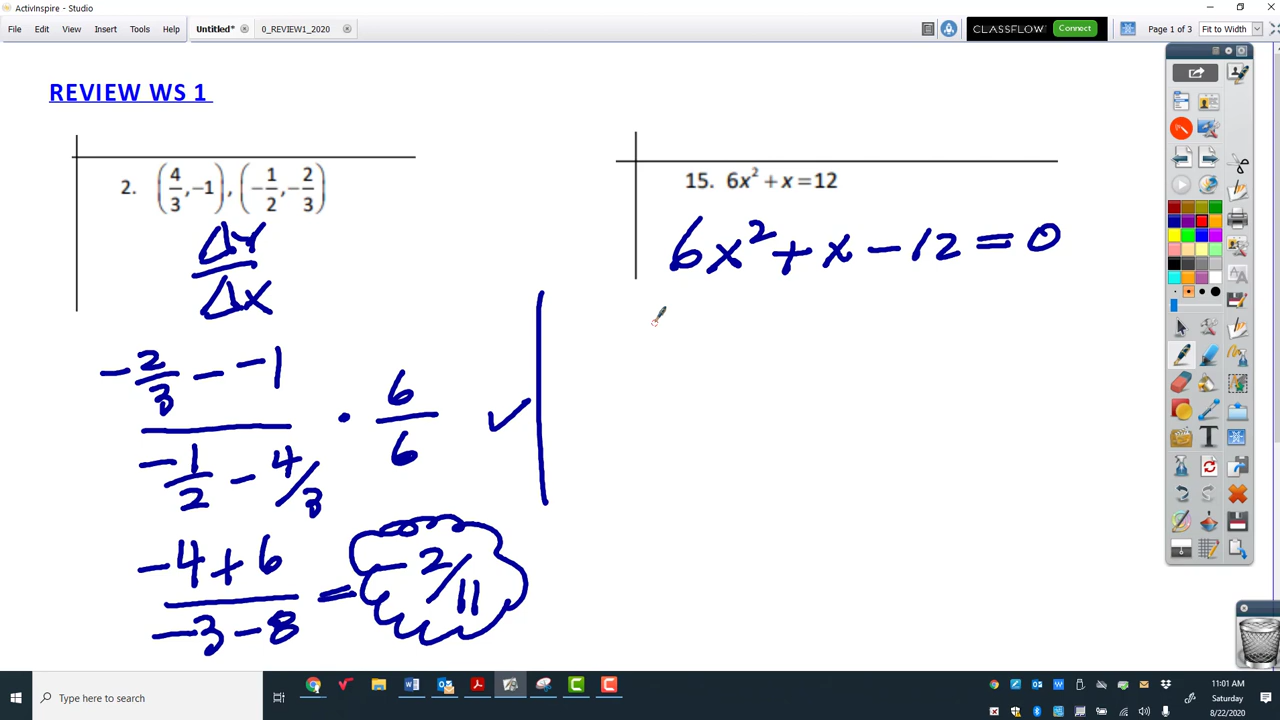 ActivInspire - Studio
File Edit View Insert Tools Help Untitled* 0_REVIEW1_2020 CLASSFLOW Connect Page 1 of 3 Fit to Width
REVIEW WS 1
2. (4/3, -1), (-1/2, -2/3)
ΔY/ΔX
-2/3 - -1
-1/2 - 4/3
· 6/6 ✓
-4+6
-3-8
= -2/11
15. 6x² + x = 12
6x² + x - 12 = 0
Type here to search
11:01 AM
Saturday
8/22/2020